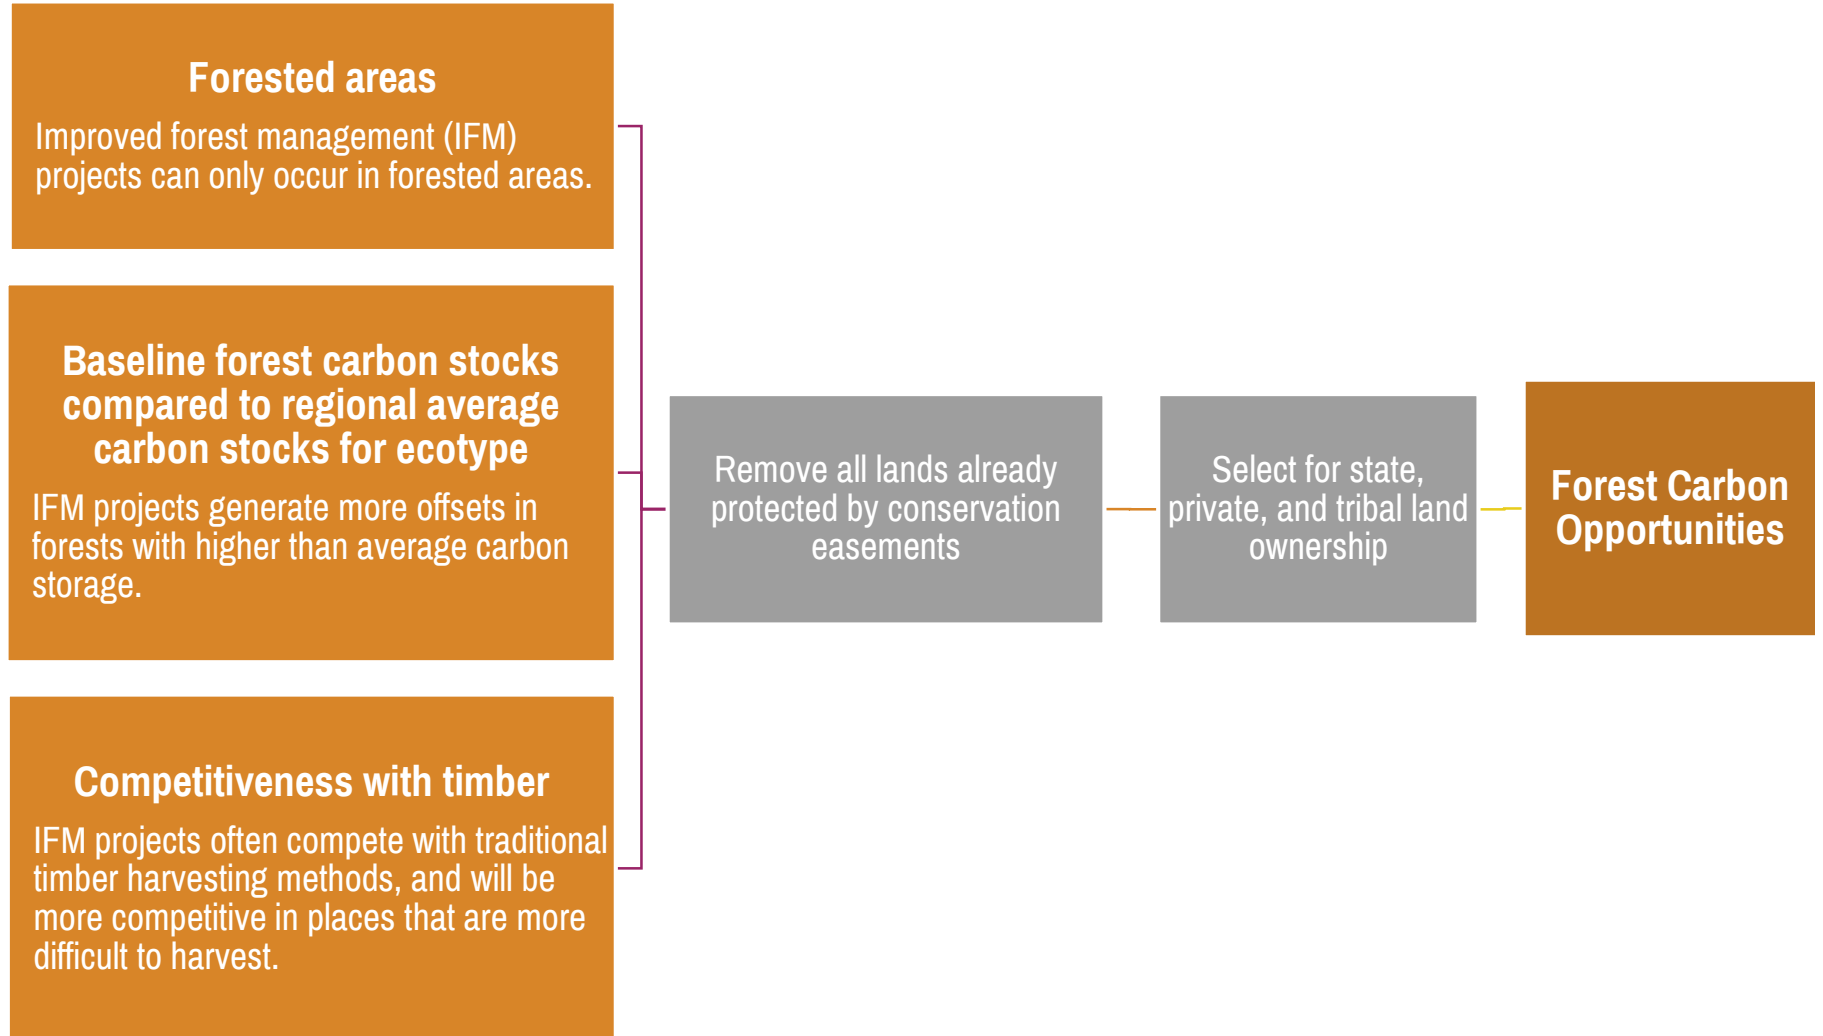 Forested areas
Improved forest management (IFM)
projects can only occur in forested areas.
Baseline forest carbon stocks
compared to regional average
carbon stocks for ecotype
IFM projects generate more offsets in
forests with higher than average carbon
storage.
Competitiveness with timber
IFM projects often compete with traditional
timber harvesting methods, and will be
more competitive in places that are more
difficult to harvest.
Remove all lands already
protected by conservation
easements
Select for state,
private, and tribal land
ownership
Forest Carbon
Opportunities